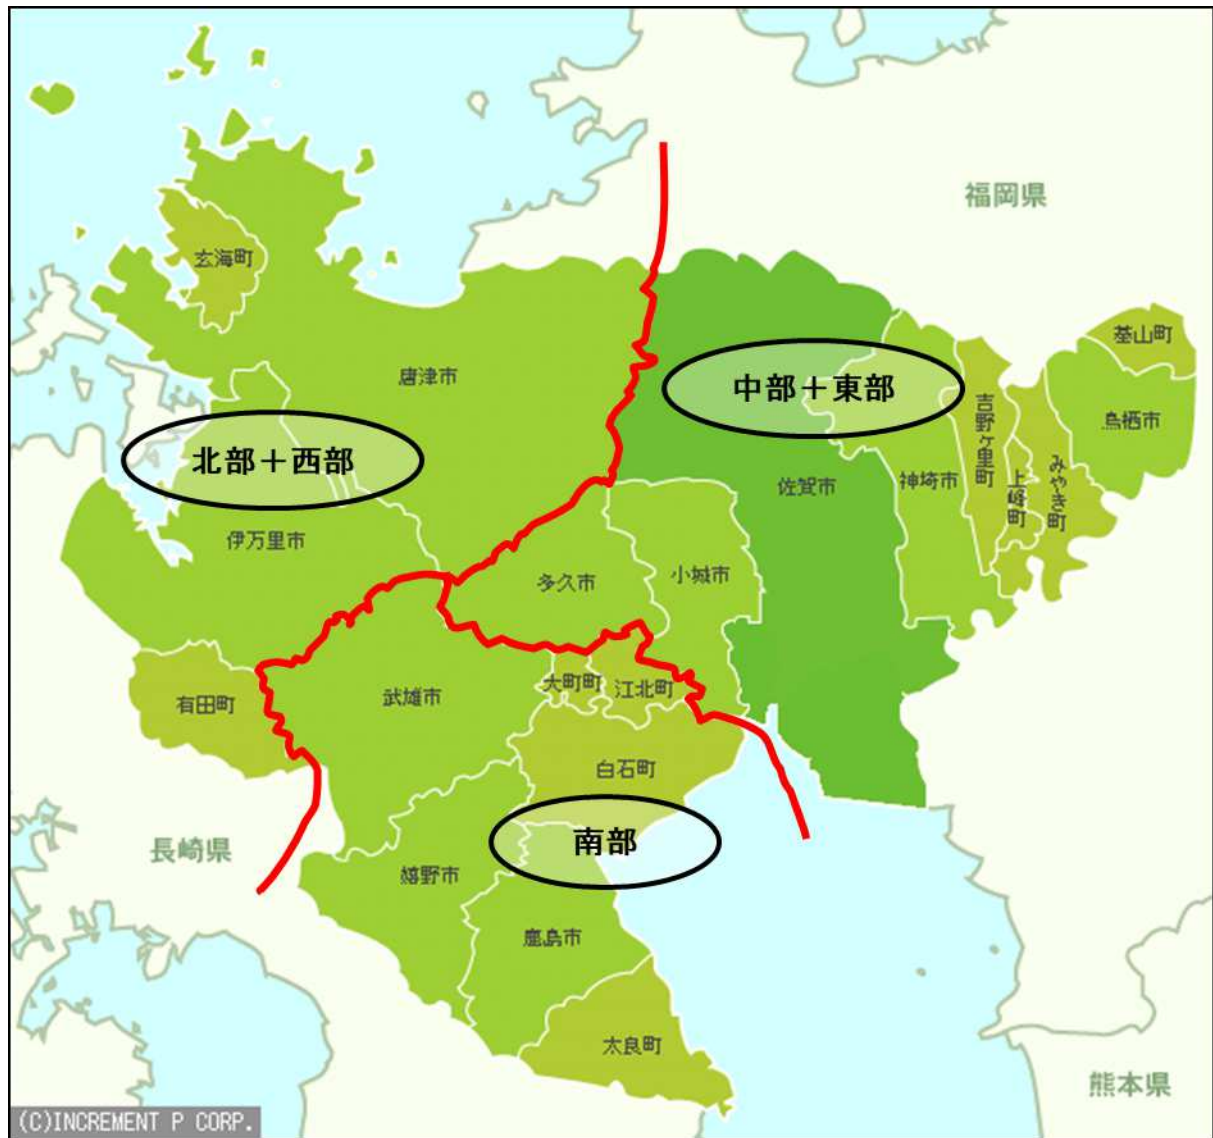 福岡県
玄海町
基山町
唐津市
中部+東部
吉野ヶ里町
鳥栖市
北部+西部
みやき町
上峰町
佐賀市
神埼市
伊万里市
多久市
小城市
大町町
江北町
有田町
武雄市
白石町
南部
長崎県
嬉野市
鹿島市
太良町
熊本県
(C)INCREMENT P CORP.